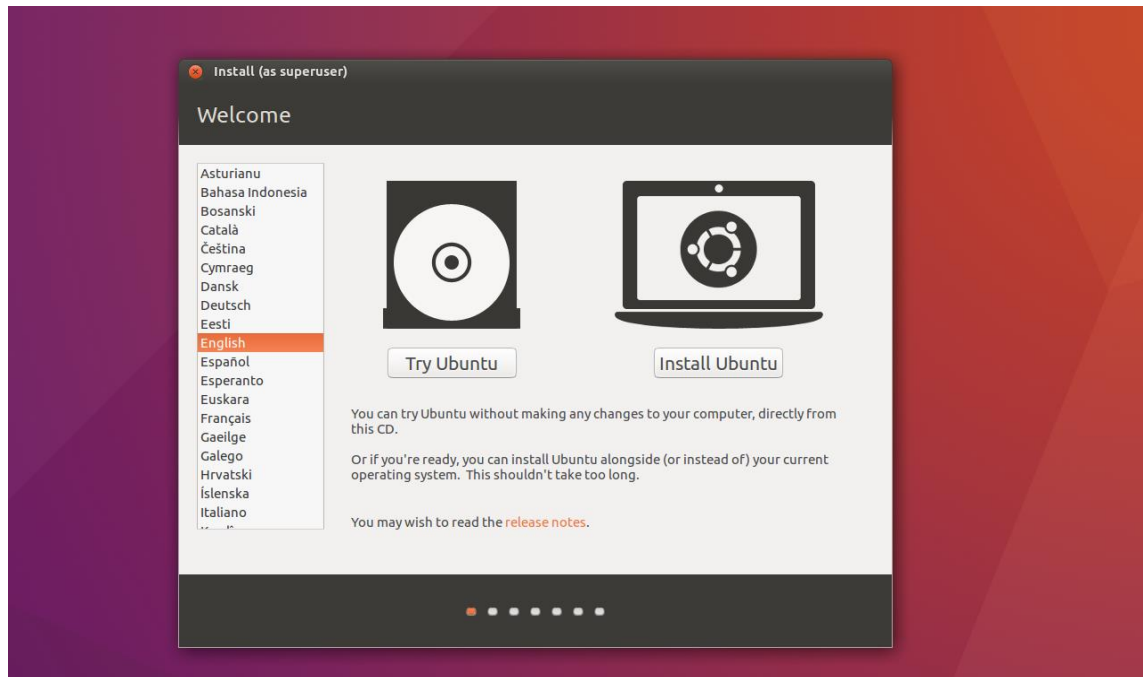 Install (as superuser)
Welcome
Asturianu
Bahasa Indonesia
Bosanski
Català
Čeština
Cymraeg
Dansk
Deutsch
Eesti
English
Español
Esperanto
Euskara
Français
Gaeilge
Galego
Hrvatski
Íslenska
Italiano
Try Ubuntu
Install Ubuntu
You can try Ubuntu without making any changes to your computer, directly from
this CD.
Or if you're ready, you can install Ubuntu alongside (or instead of) your current
operating system. This shouldn't take too long.
You may wish to read the release notes.